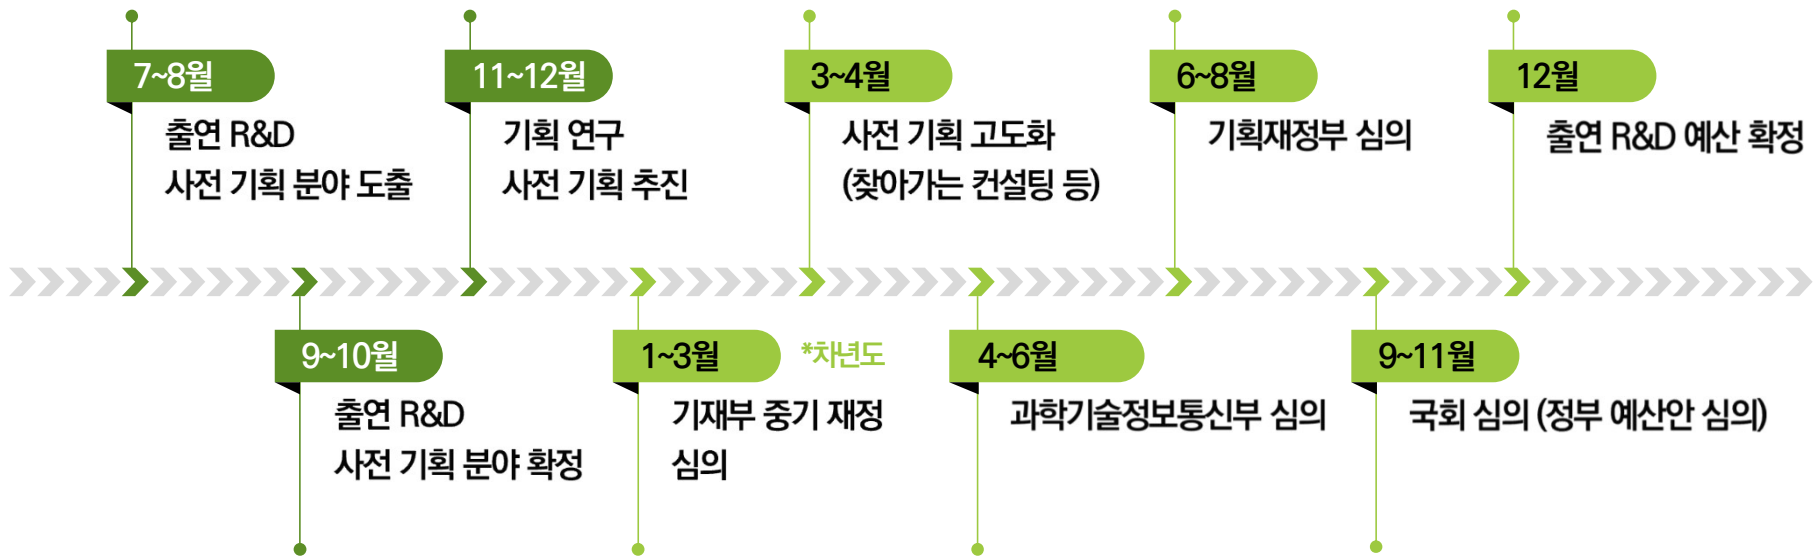 7~8월
출연 R&D
사전 기획 분야 도출
9~10월
출연 R&D
사전 기획 분야 확정
11~12월
기획 연구
사전 기획 추진
1~3월 *차년도
기재부 중기 재정
심의
3~4월
사전 기획 고도화
(찾아가는 컨설팅 등)
4~6월
과학기술정보통신부 심의
6~8월
기획재정부 심의
9~11월
국회 심의 (정부 예산안 심의)
12월
출연 R&D 예산 확정